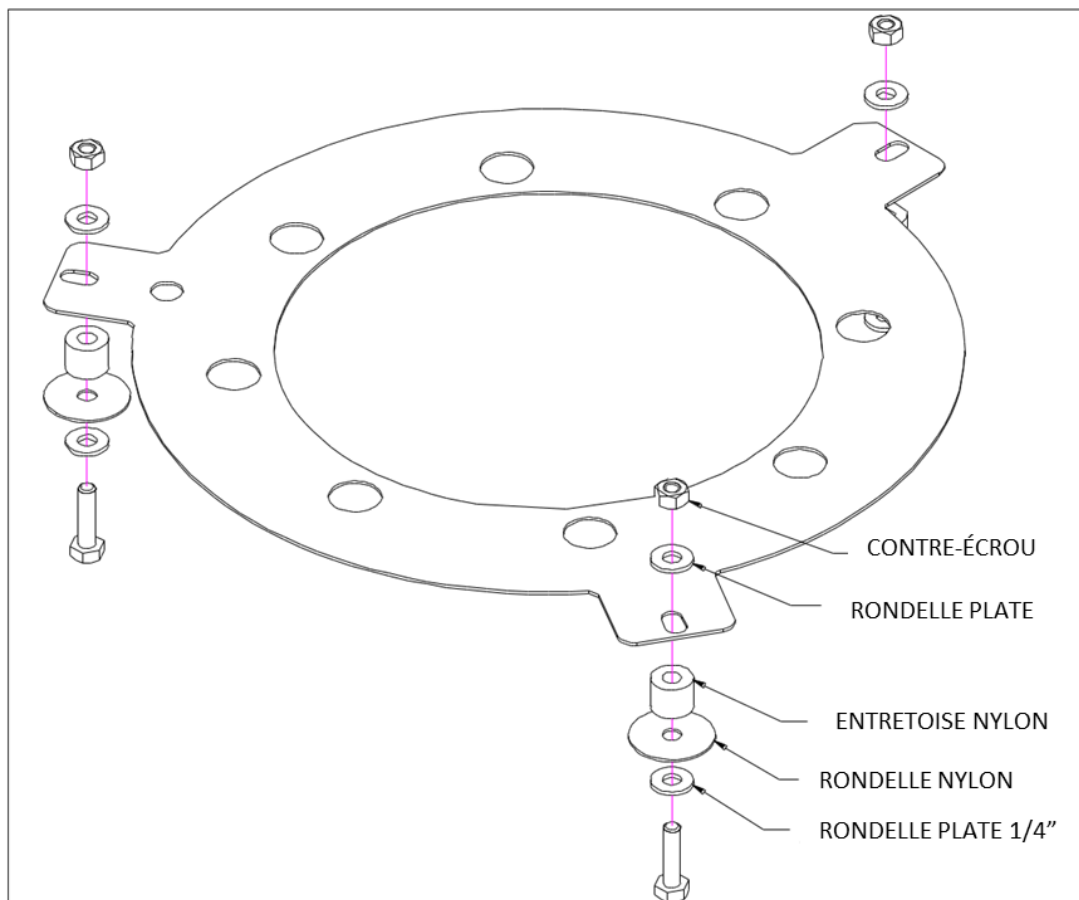 CONTRE-ÉCROU
RONDELLE PLATE
ENTRETOISE NYLON
RONDELLE NYLON
RONDELLE PLATE 1/4”